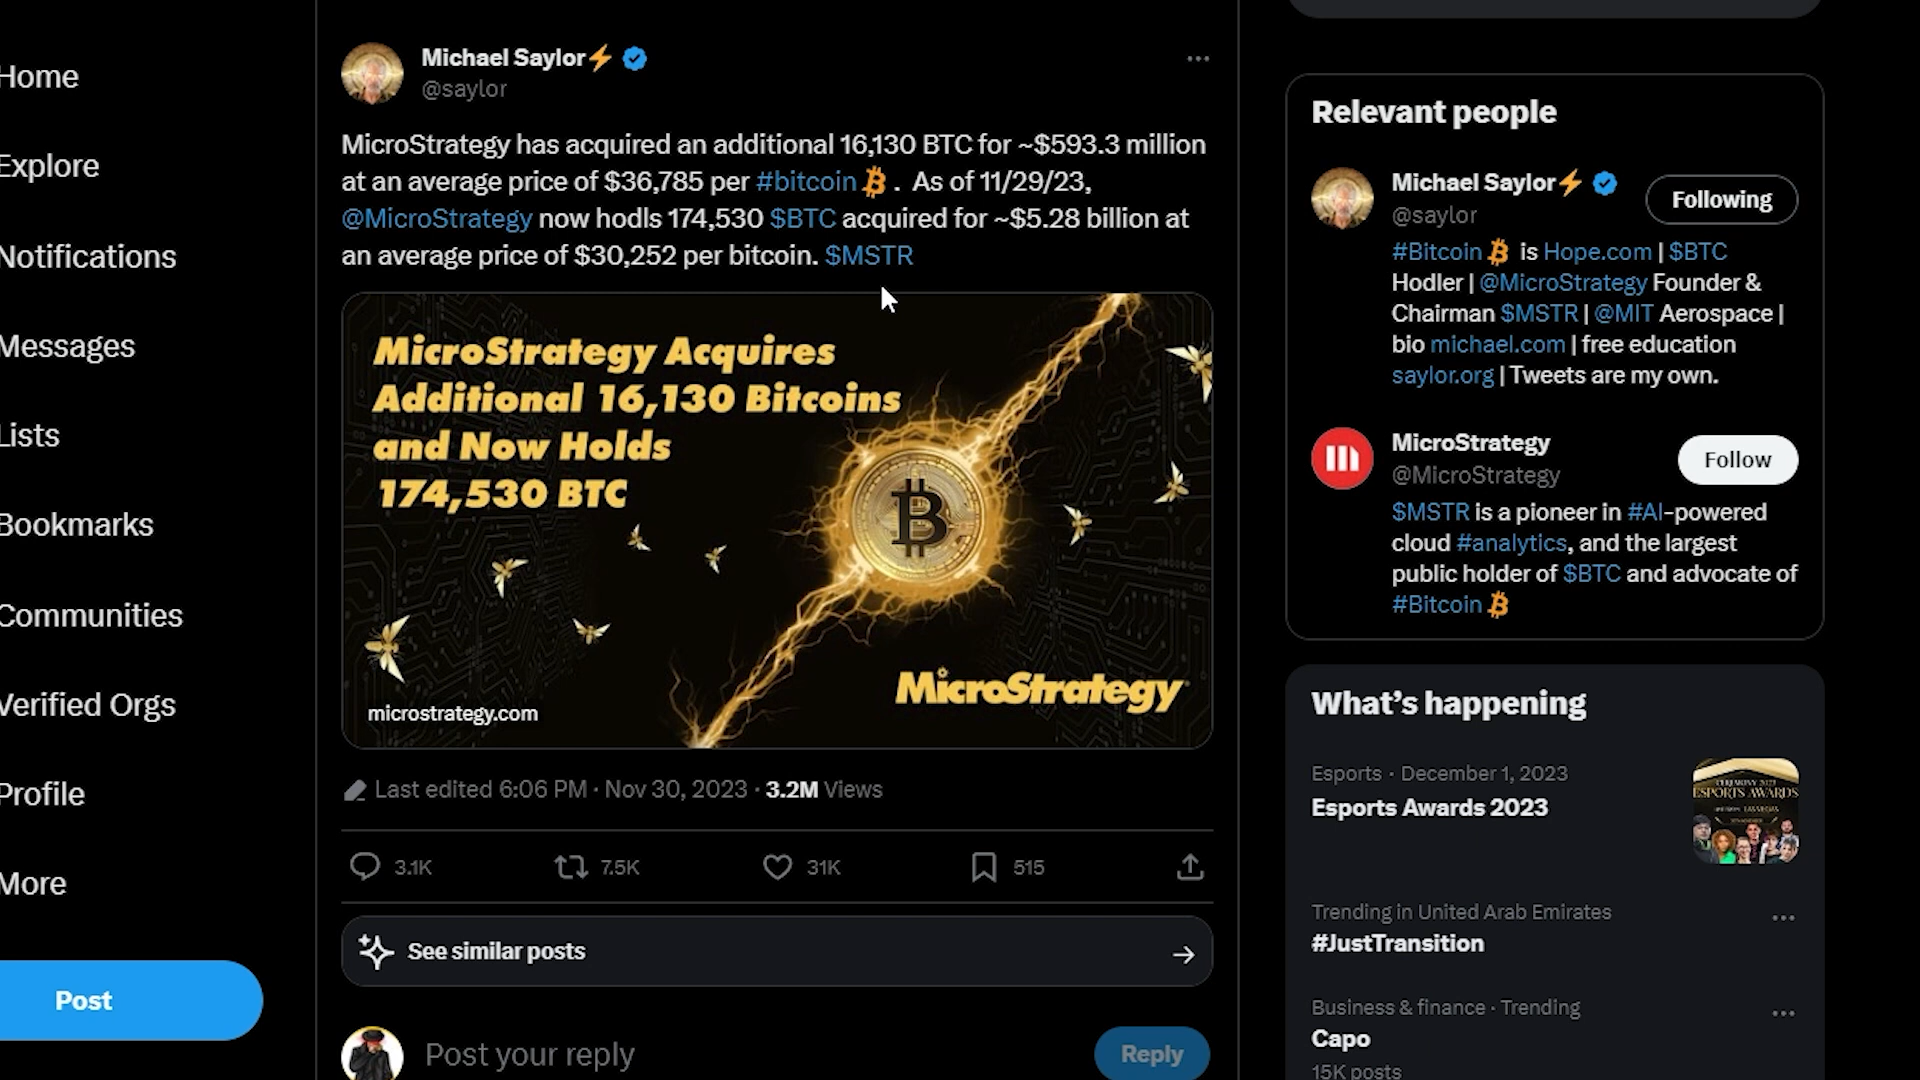 Home
Explore
Notifications
Messages
Lists
Bookmarks
Communities
Verified Orgs
Profile
More
Post
Michael Saylor⚡
@saylor
MicroStrategy has acquired an additional 16,130 BTC for ~$593.3 million
at an average price of $36,785 per #bitcoin ₿ . As of 11/29/23,
@MicroStrategy now hodls 174,530 $BTC acquired for ~$5.28 billion at
an average price of $30,252 per bitcoin. $MSTR
MicroStrategy Acquires
Additional 16,130 Bitcoins
and Now Holds
174,530 BTC
microstrategy.com
MicroStrategy
Last edited 6:06 PM · Nov 30, 2023 · 3.2M Views
3.1K 7.5K 31K 515
See similar posts
Post your reply
Reply
Relevant people
Michael Saylor⚡
@saylor
Following
#Bitcoin ₿ is Hope.com | $BTC
Hodler | @MicroStrategy Founder &
Chairman $MSTR | @MIT Aerospace |
bio michael.com | free education
saylor.org | Tweets are my own.
MicroStrategy
@MicroStrategy
Follow
$MSTR is a pioneer in #AI-powered
cloud #analytics, and the largest
public holder of $BTC and advocate of
#Bitcoin ₿
What's happening
Esports · December 1, 2023
Esports Awards 2023
ESPORTS AWARDS
Trending in United Arab Emirates
#JustTransition
Business & finance · Trending
Capo
15K posts